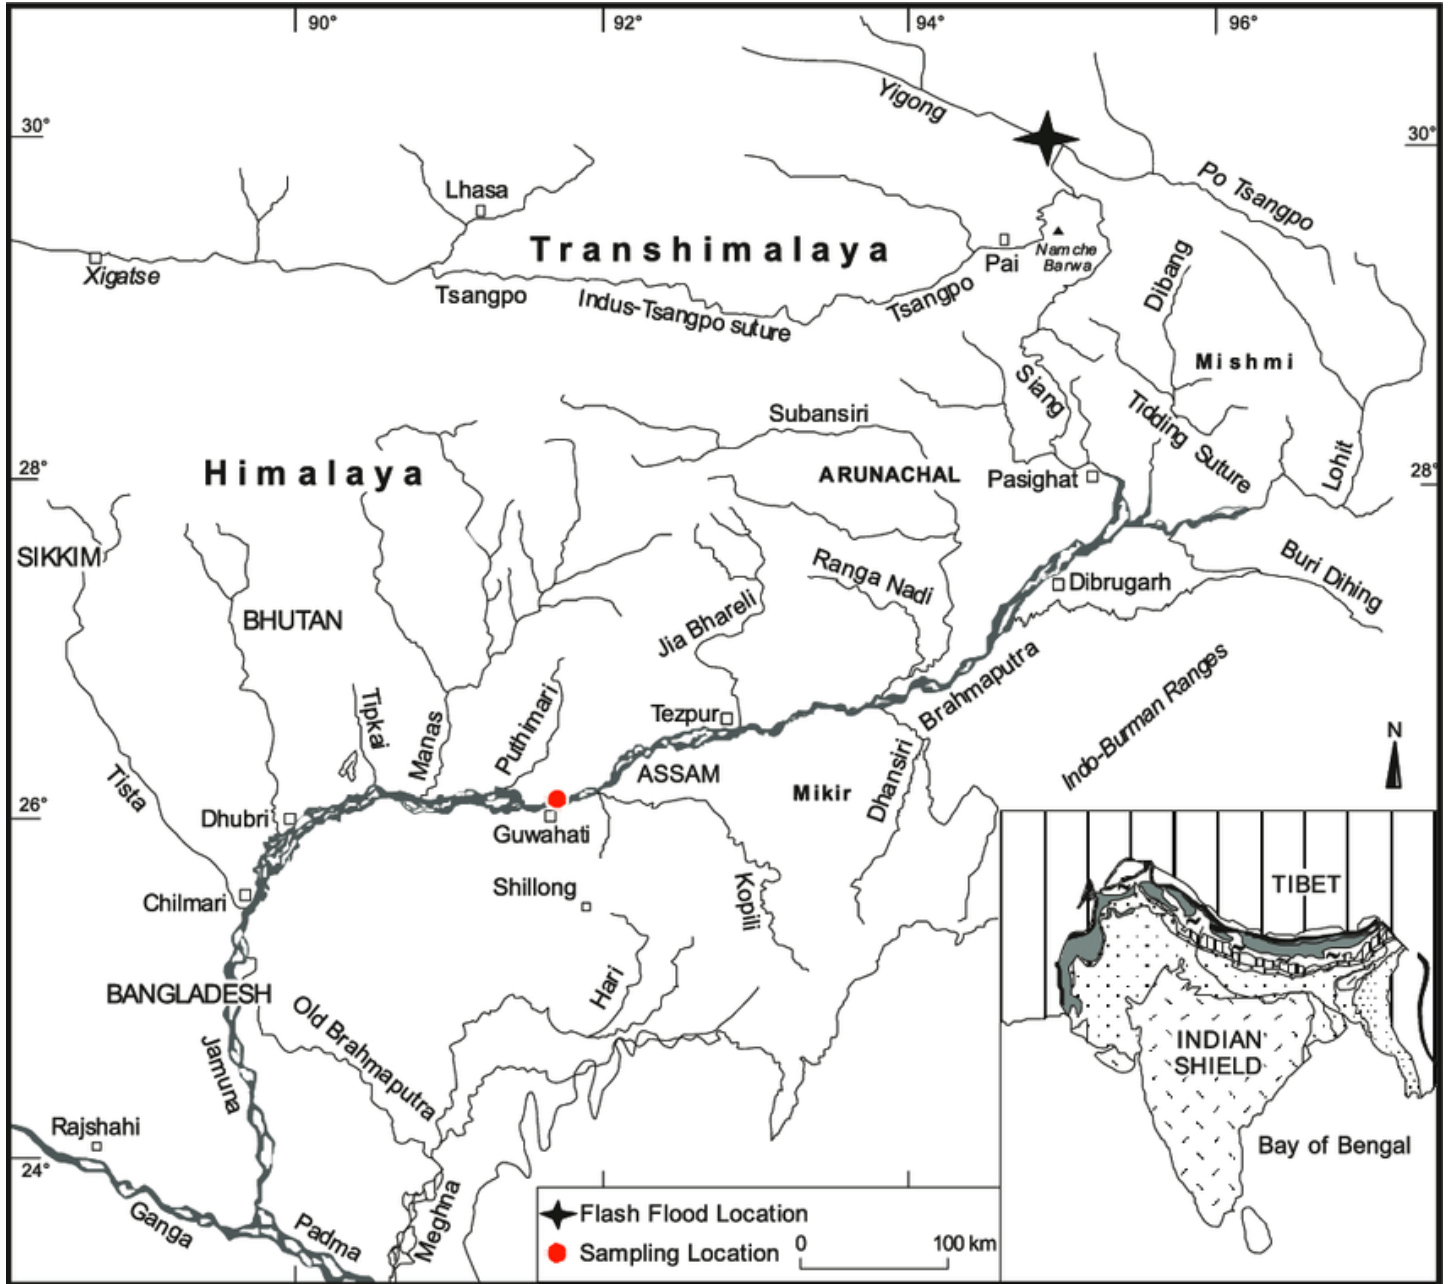 90°
92°
94°
96°
30°
30°
Yigong
Po Tsangpo
Lhasa
Transhimalaya
Namche
Barwa
Pai
Xigatse
Tsangpo
Indus-Tsangpo suture
Tsangpo
Dibang
Mishmi
Siang
Tidding Suture
Lohit
Subansiri
Himalaya
ARUNACHAL
Pasighat
28°
28°
SIKKIM
BHUTAN
Ranga Nadi
Jia Bhareli
Dibrugarh
Buri Dihing
Brahmaputra
Indo-Burman Ranges
Tipkai
Manas
Puthimari
Tezpur
ASSAM
Mikir
Dhansiri
N
Tista
26°
Dhubri
Guwahati
Shillong
Kopili
Chilmari
BANGLADESH
Hari
Old Brahmaputra
Jamuna
Rajshahi
24°
Ganga
Padma
Meghna
TIBET
INDIAN
SHIELD
Bay of Bengal
Flash Flood Location
Sampling Location
0 100 km